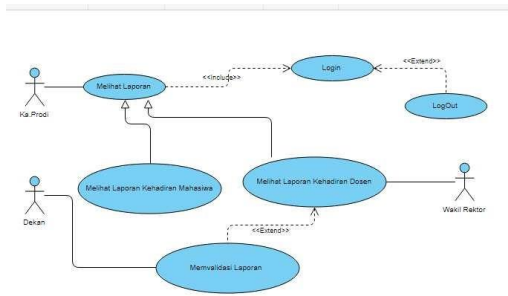 Login
<<Extend>>
<<Include>>
Melihat Laporan
LogOut
Ka.Prodi
Melihat Laporan Kehadiran Mahasiwa
Melihat Laporan Kehadiran Dosen
Dekan
Wakil Rektor
<<Extend>>
Memvalidasi Laporan